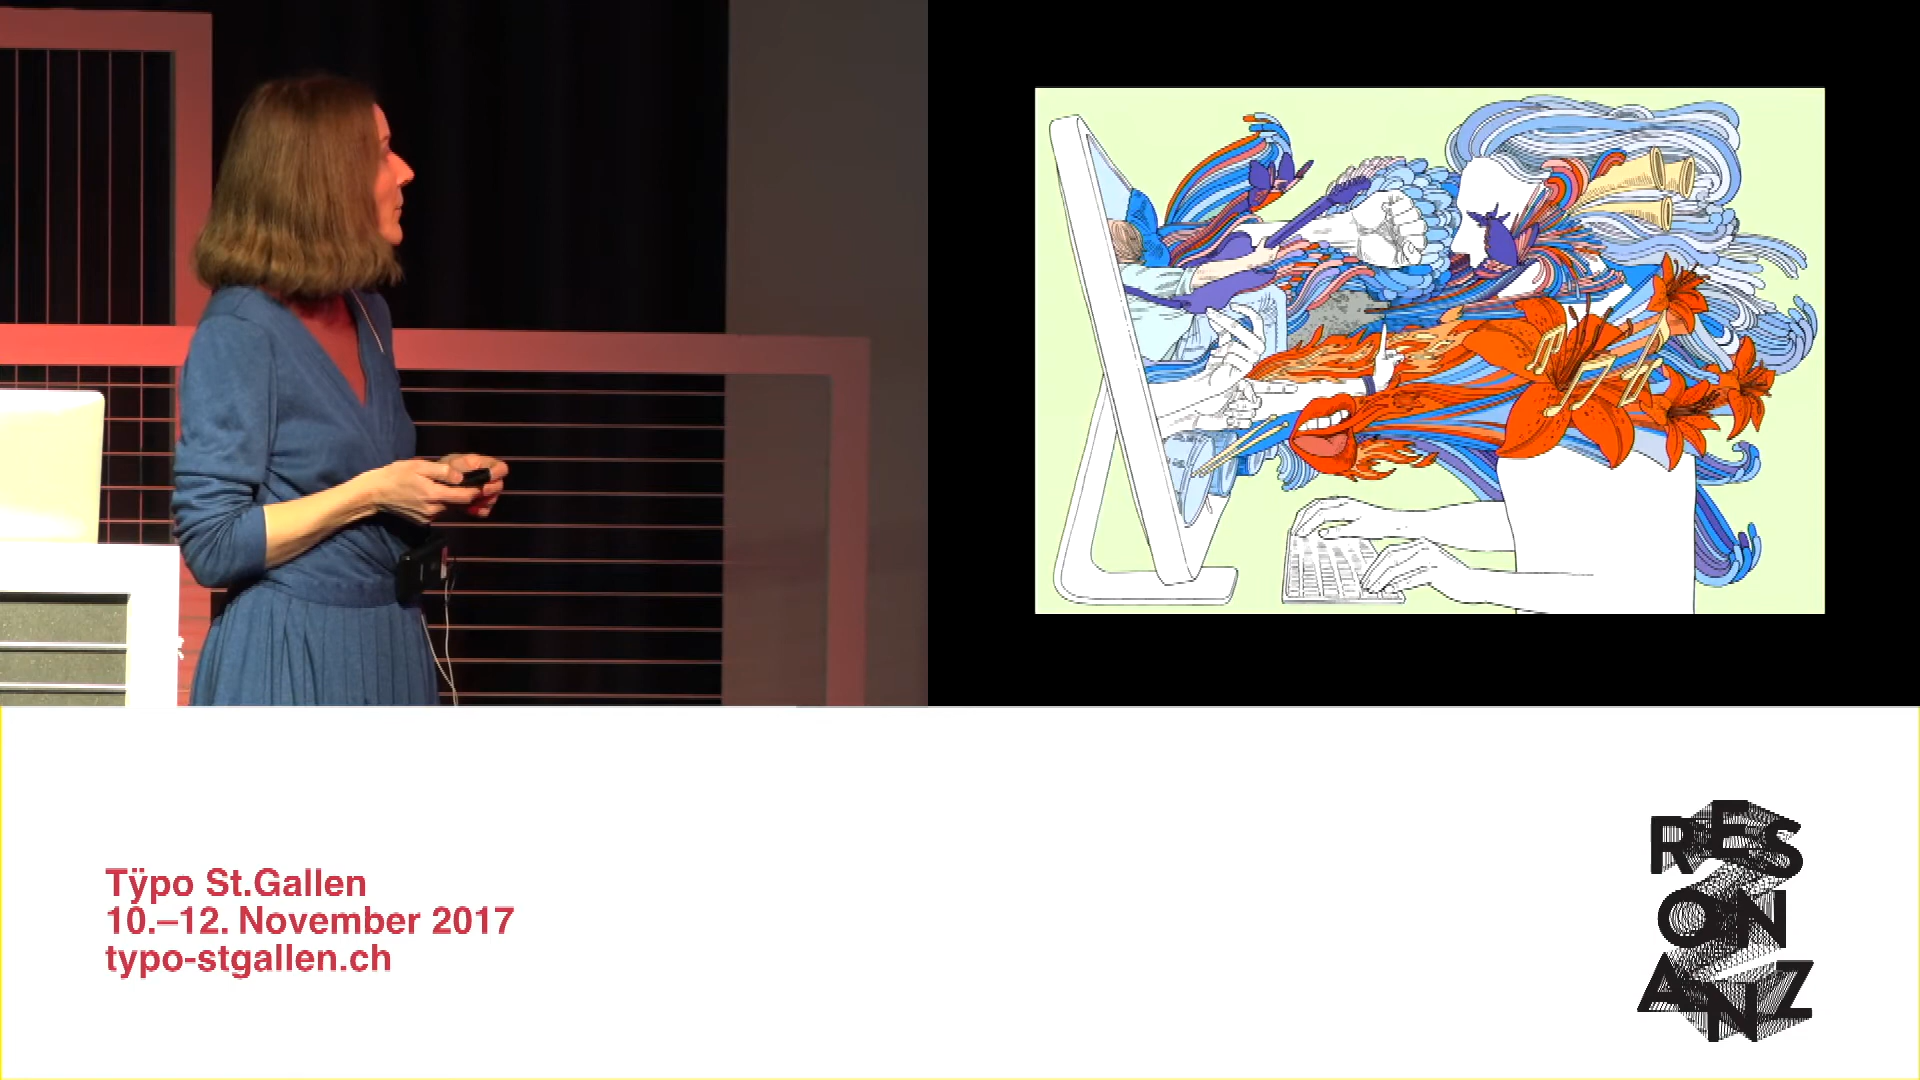 Tÿpo St.Gallen
10.–12. November 2017
typo-stgallen.ch
RES
ON
ANZ